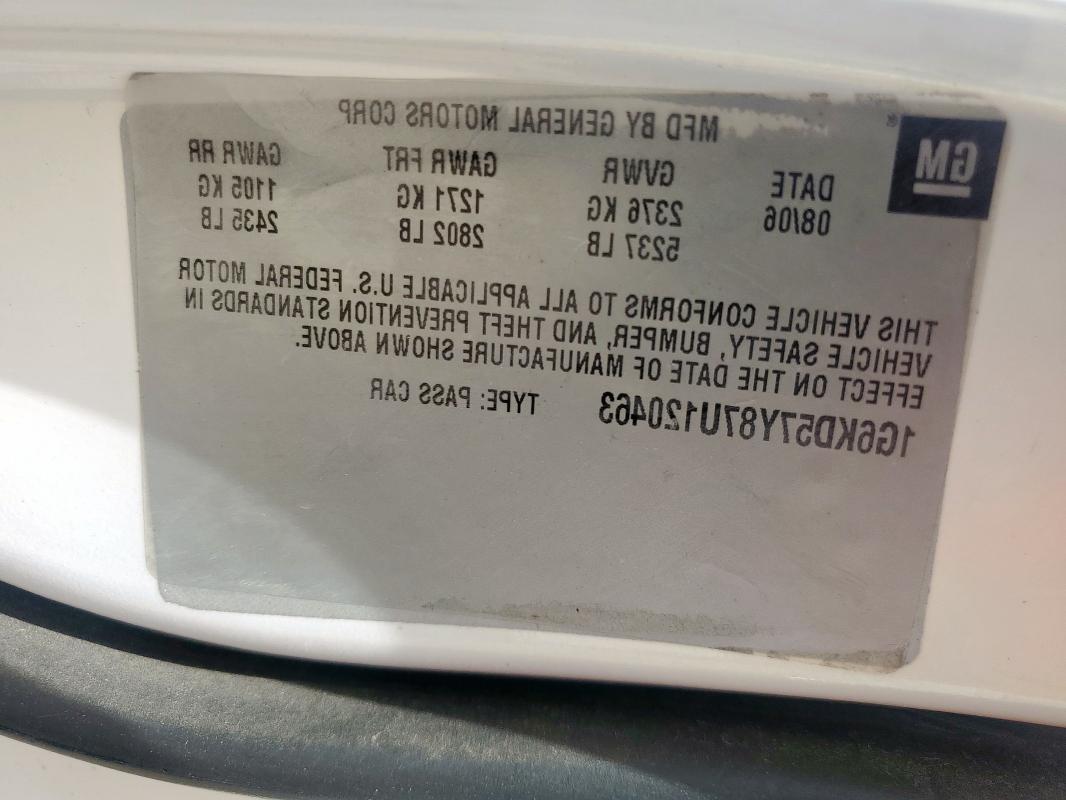 GM®
MFD BY GENERAL MOTORS CORP
DATE GVWR GAWR FRT GAWR RR
08/06 2376 KG 1271 KG 1105 KG
5237 LB 2802 LB 2435 LB
THIS VEHICLE CONFORMS TO ALL APPLICABLE U.S. FEDERAL MOTOR
VEHICLE SAFETY, BUMPER, AND THEFT PREVENTION STANDARDS IN
EFFECT ON THE DATE OF MANUFACTURE SHOWN ABOVE.
1G6KD57Y87U120463 TYPE: PASS CAR